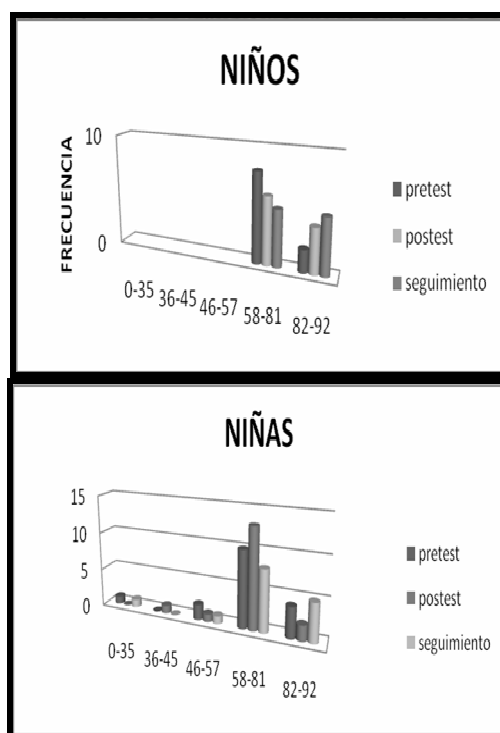 NIÑOS
FRECUENCIA
10
0
0-35
36-45
46-57
58-81
82-92
pretest
postest
seguimiento
NIÑAS
15
10
5
0
0-35
36-45
46-57
58-81
82-92
pretest
postest
seguimiento